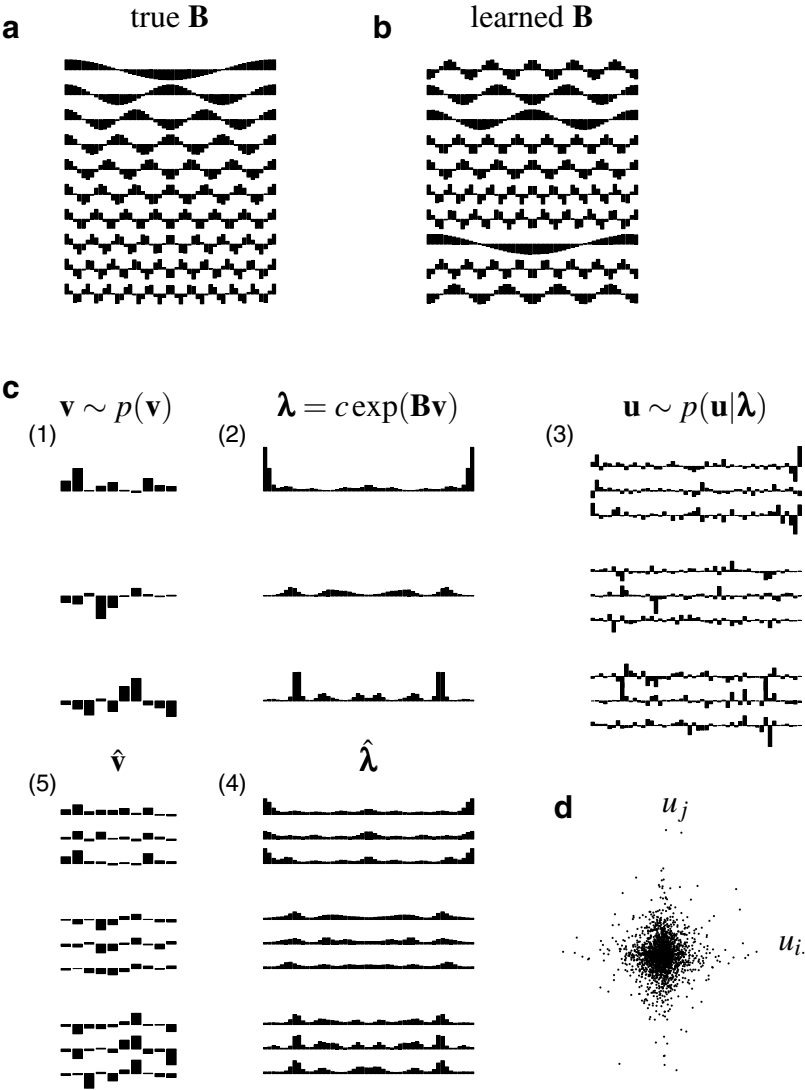 a true B
b learned B
c
v ∼ p(v) λ = c exp(Bv) u ∼ p(u|λ)
(1) (2) (3)
v̂ λ̂
(5) (4)
d u_j
u_i